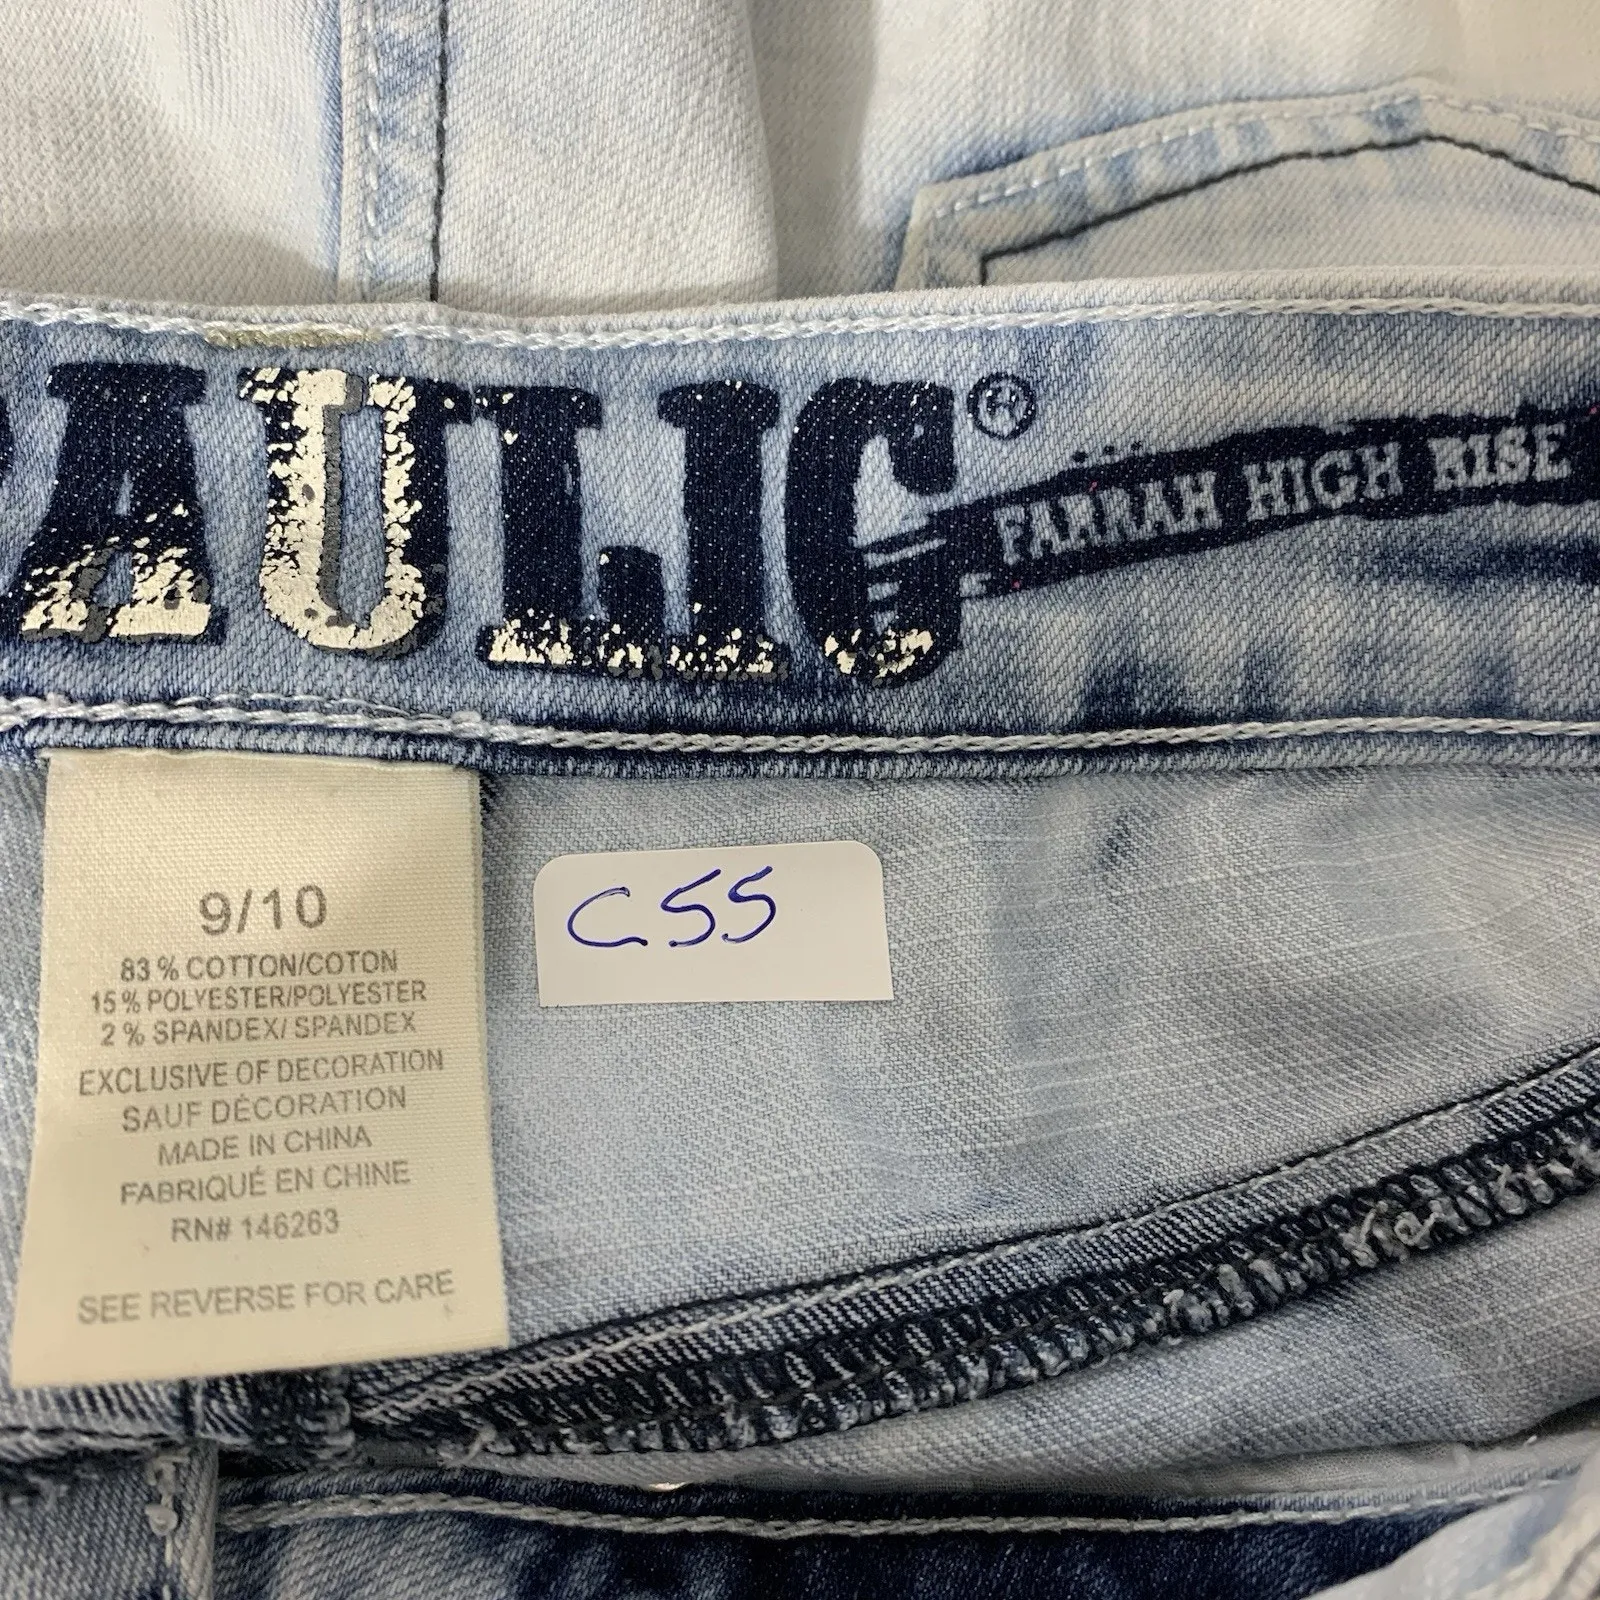 AULIC® FARRAH HIGH RISE
9/10
83% COTTON/COTON
15% POLYESTER/POLYESTER
2% SPANDEX/ SPANDEX
EXCLUSIVE OF DECORATION
SAUF DÉCORATION
MADE IN CHINA
FABRIQUÉ EN CHINE
RN# 146263
SEE REVERSE FOR CARE
C55